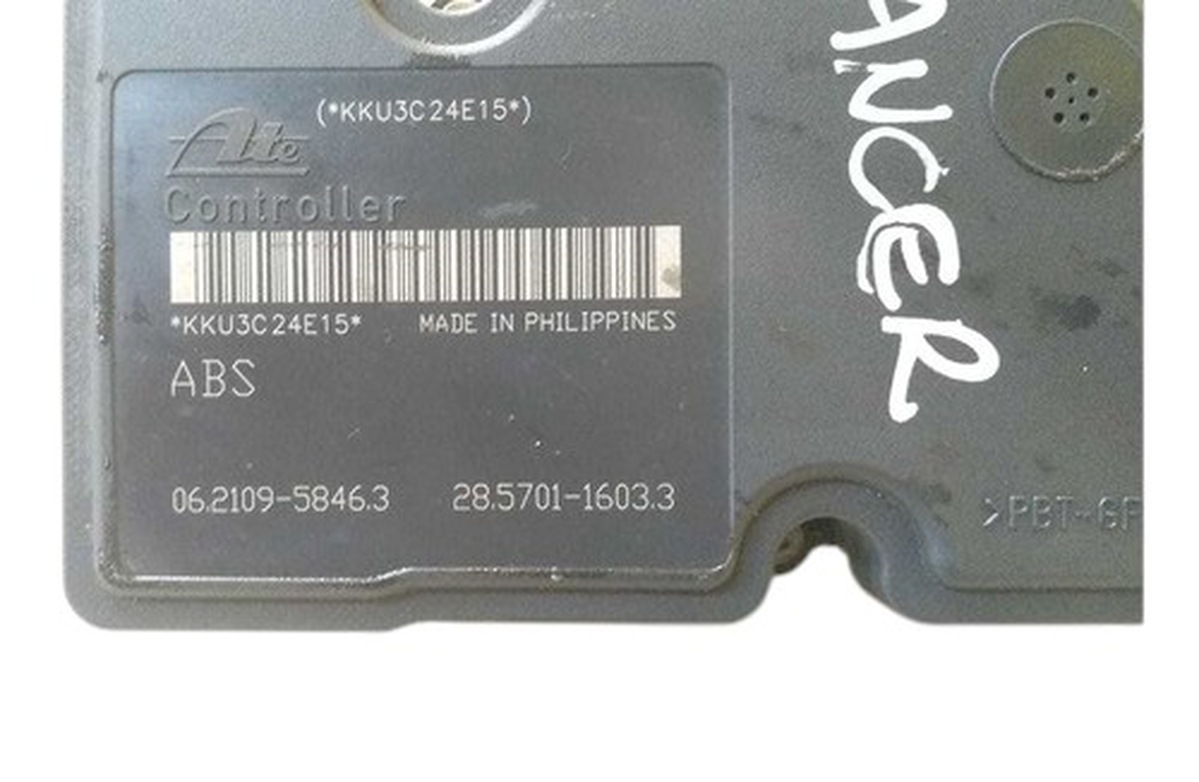 (*KKU3C24E15*)
Ate
Controller
*KKU3C24E15* MADE IN PHILIPPINES
ABS
06.2109-5846.3 28.5701-1603.3
ANCER
>PBT-GF